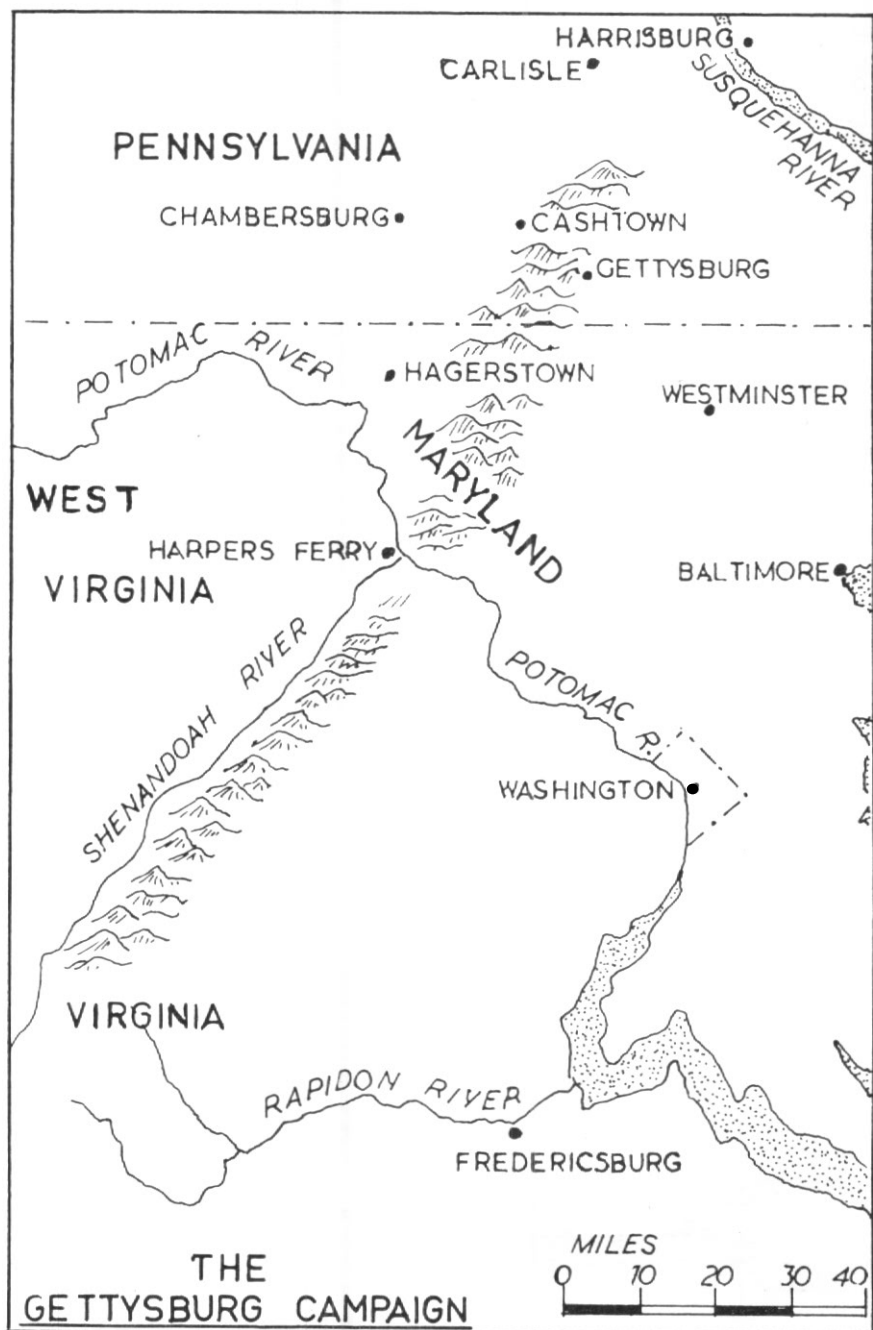 HARRISBURG
CARLISLE
SUSQUEHANNA
RIVER
PENNSYLVANIA
CHAMBERSBURG
CASHTOWN
GETTYSBURG
POTOMAC RIVER
HAGERSTOWN
WESTMINSTER
MARYLAND
WEST
VIRGINIA
HARPERS FERRY
BALTIMORE
SHENANDOAH RIVER
POTOMAC R.
WASHINGTON
VIRGINIA
RAPIDON RIVER
FREDERICSBURG
THE
GETTYSBURG CAMPAIGN
MILES
0 10 20 30 40